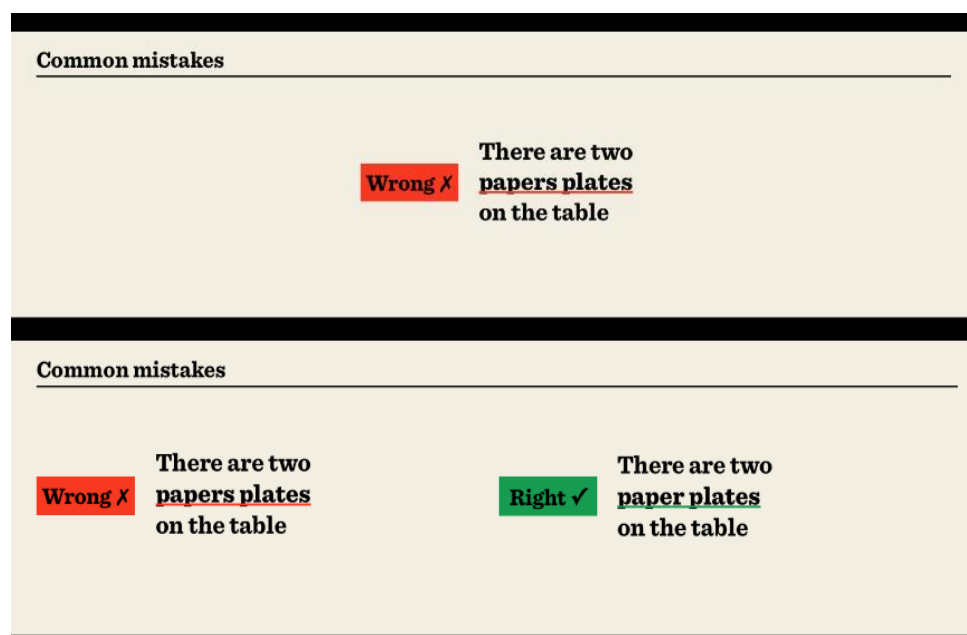 Common mistakes
Wrong ✗
There are two
papers plates
on the table
Common mistakes
Wrong ✗
There are two
papers plates
on the table
Right ✓
There are two
paper plates
on the table